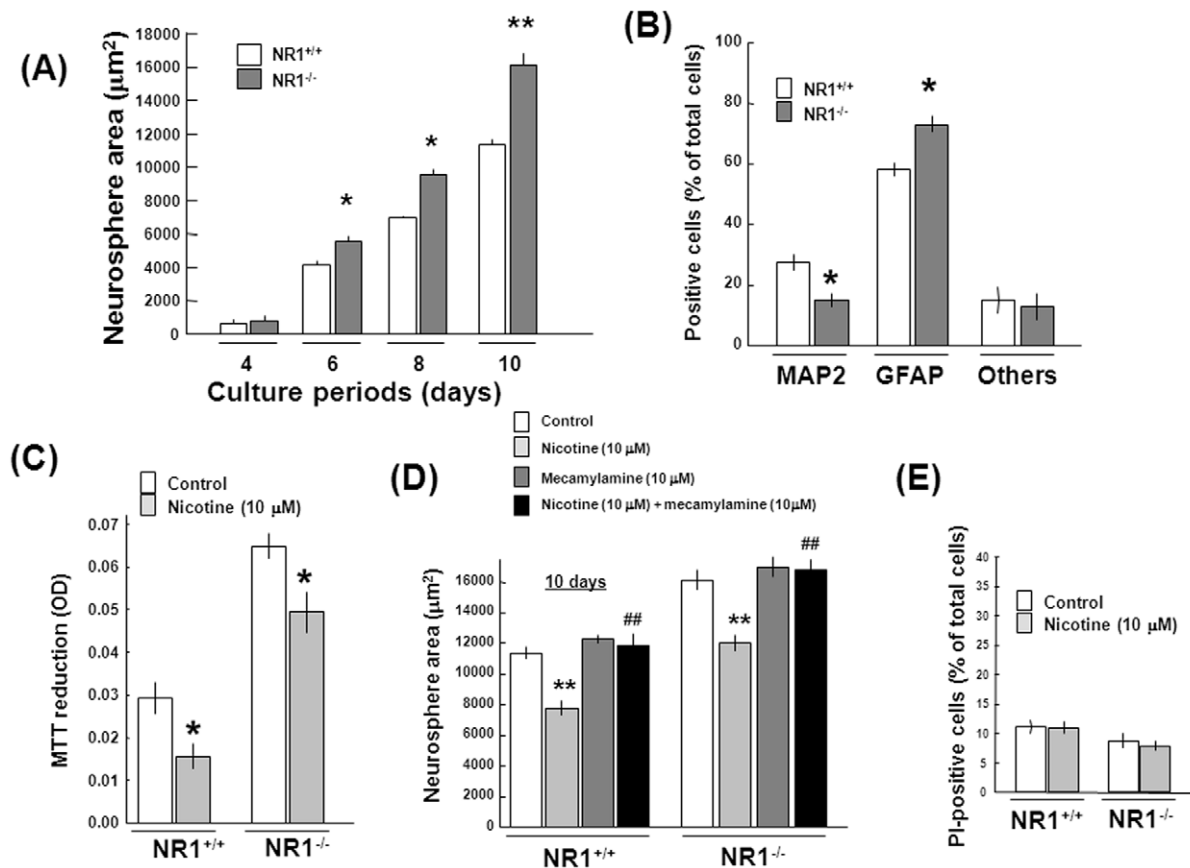 (A)
Neurosphere area (μm²)
18000
16000
14000
12000
10000
8000
6000
4000
2000
0
NR1+/+
NR1-/-
*
*
**
4 6 8 10
Culture periods (days)
(B)
Positive cells (% of total cells)
100
80
60
40
20
0
NR1+/+
NR1-/-
*
*
MAP2 GFAP Others
(C)
Control
Nicotine (10 μM)
MTT reduction (OD)
0.07
0.06
0.05
0.04
0.03
0.02
0.01
0.00
*
*
NR1+/+ NR1-/-
(D)
Control
Nicotine (10 μM)
Mecamylamine (10 μM)
Nicotine (10 μM) + mecamylamine (10μM)
Neurosphere area (μm²)
16000
14000
12000
10000
8000
6000
4000
2000
0
10 days
**
##
**
##
NR1+/+ NR1-/-
(E)
PI-positive cells (% of total cells)
40
35
30
25
20
15
10
5
0
Control
Nicotine (10 μM)
NR1+/+ NR1-/-